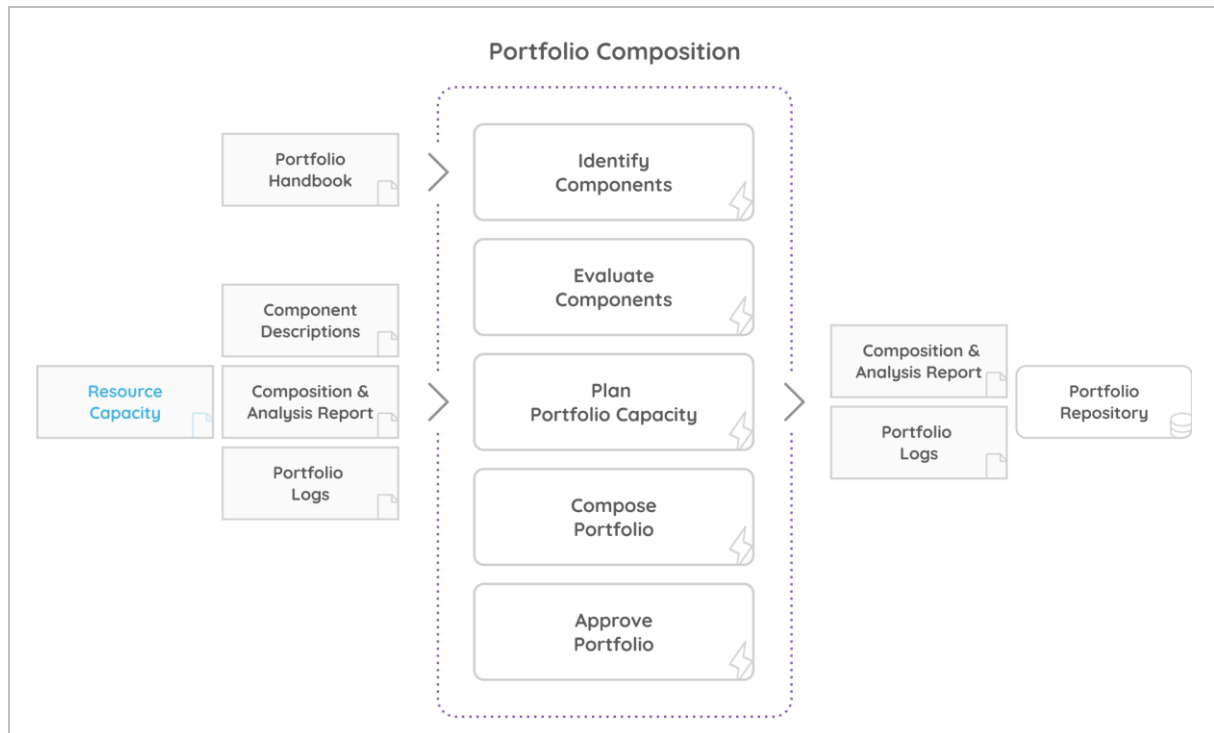 Portfolio Composition
Portfolio
Handbook
Identify
Components
Evaluate
Components
Component
Descriptions
Resource
Capacity
Composition &
Analysis Report
Portfolio
Logs
Plan
Portfolio Capacity
Compose
Portfolio
Approve
Portfolio
Composition &
Analysis Report
Portfolio
Logs
Portfolio
Repository